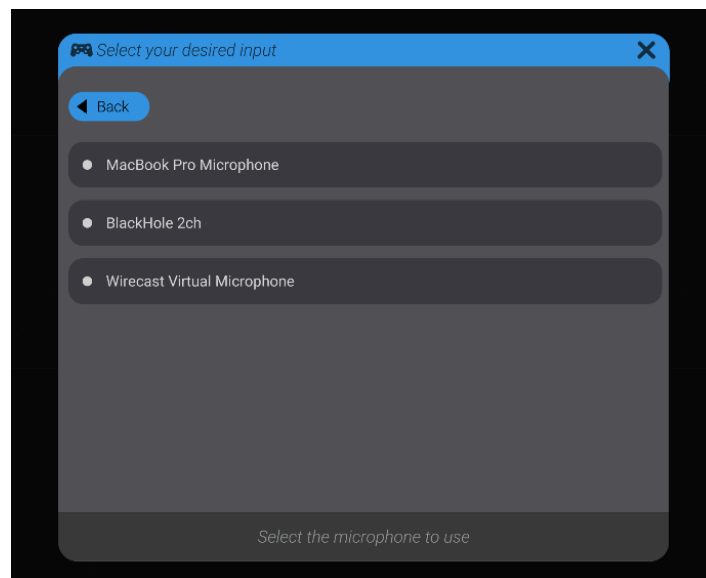 Select your desired input
Back
MacBook Pro Microphone
BlackHole 2ch
Wirecast Virtual Microphone
Select the microphone to use